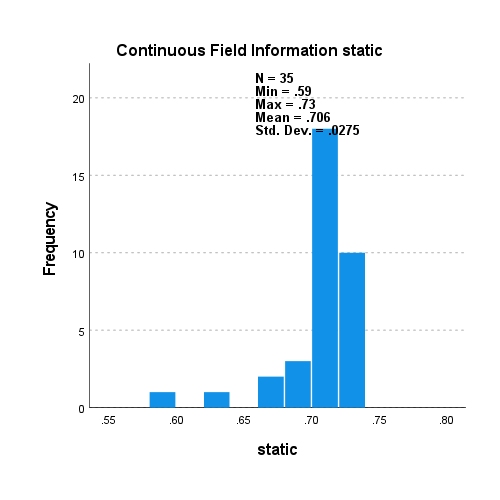 Continuous Field Information static
N = 35
Min = .59
Max = .73
Mean = .706
Std. Dev. = .0275
20
15
10
5
0
Frequency
.55 .60 .65 .70 .75 .80
static